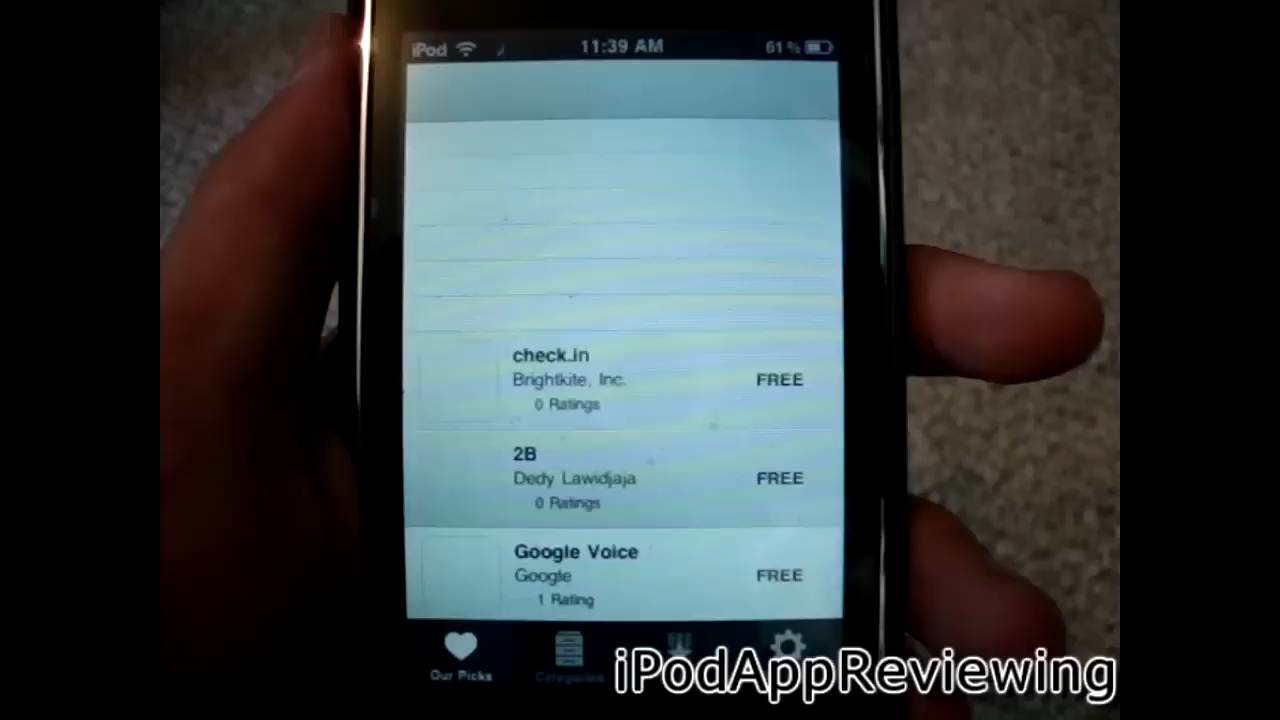 iPod 11:39 AM 61 %
check.in
Brightkite, Inc.
FREE
0 Ratings
2B
Dedy Lawidjaja
FREE
0 Ratings
Google Voice
Google
FREE
1 Rating
Our Picks
Categories
iPodAppReviewing